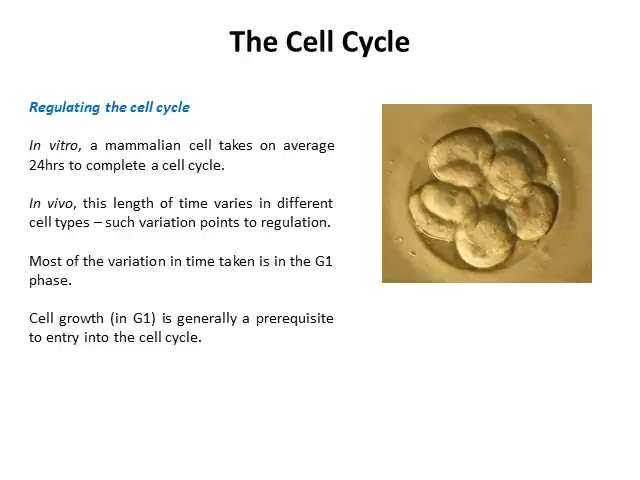 The Cell Cycle
Regulating the cell cycle
In vitro, a mammalian cell takes on average
24hrs to complete a cell cycle.
In vivo, this length of time varies in different
cell types – such variation points to regulation.
Most of the variation in time taken is in the G1
phase.
Cell growth (in G1) is generally a prerequisite
to entry into the cell cycle.